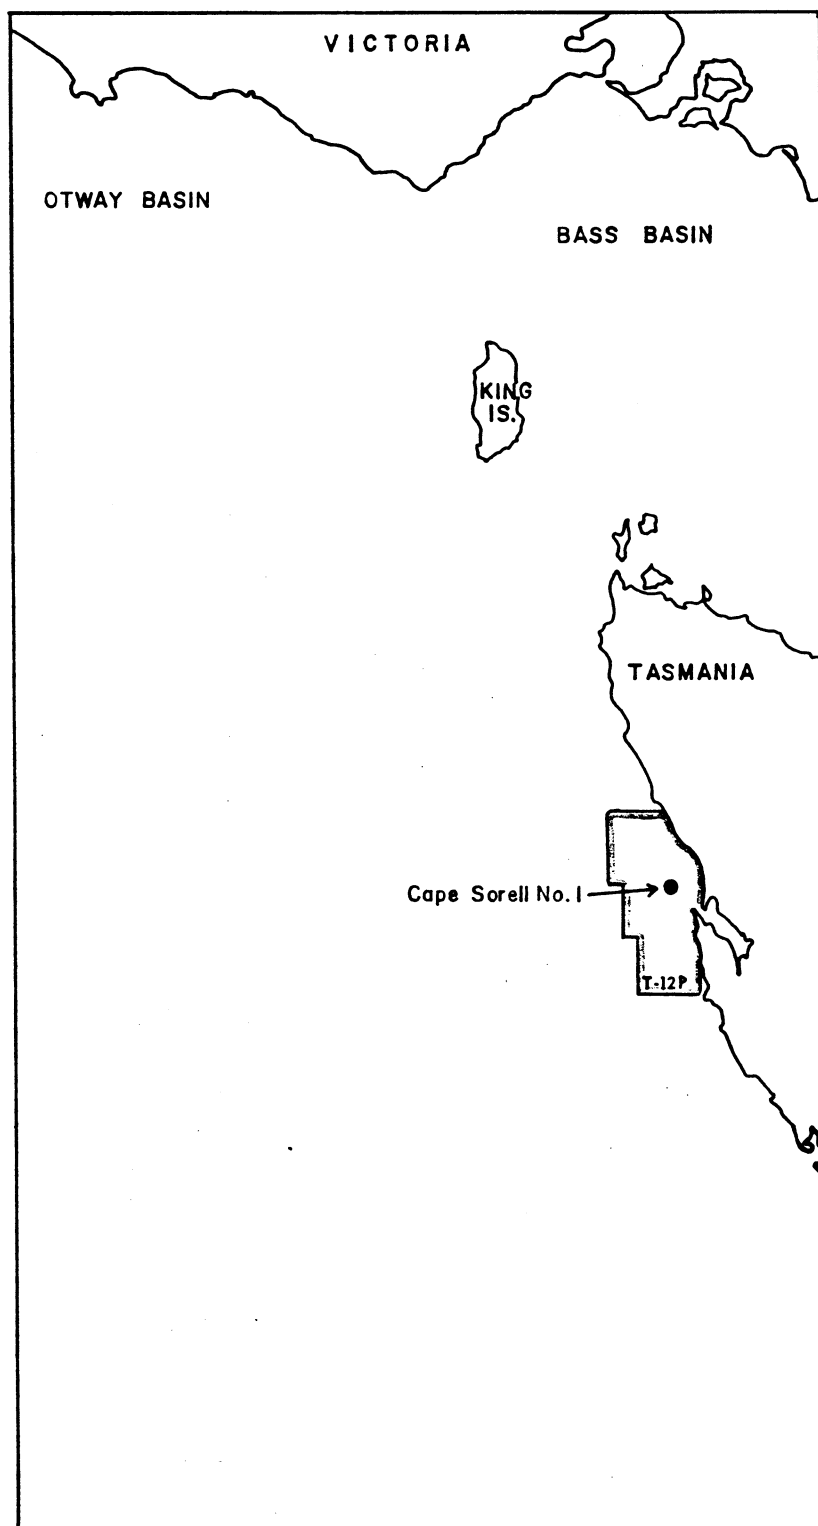 VICTORIA
OTWAY BASIN
BASS BASIN
KING
IS.
TASMANIA
Cape Sorell No.1
T-12P